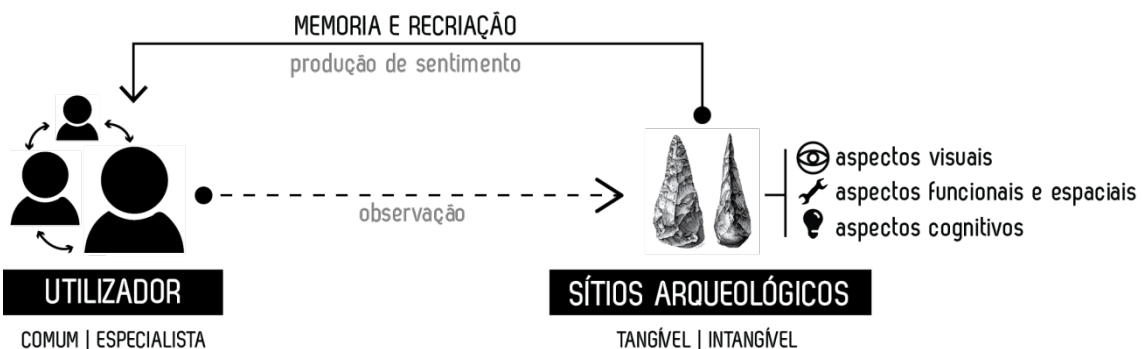 MEMORIA E RECRIAÇÃO
produção de sentimento
observação
aspectos visuais
aspectos funcionais e espaciais
aspectos cognitivos
UTILIZADOR
SÍTIOS ARQUEOLÓGICOS
COMUM | ESPECIALISTA
TANGÍVEL | INTANGÍVEL